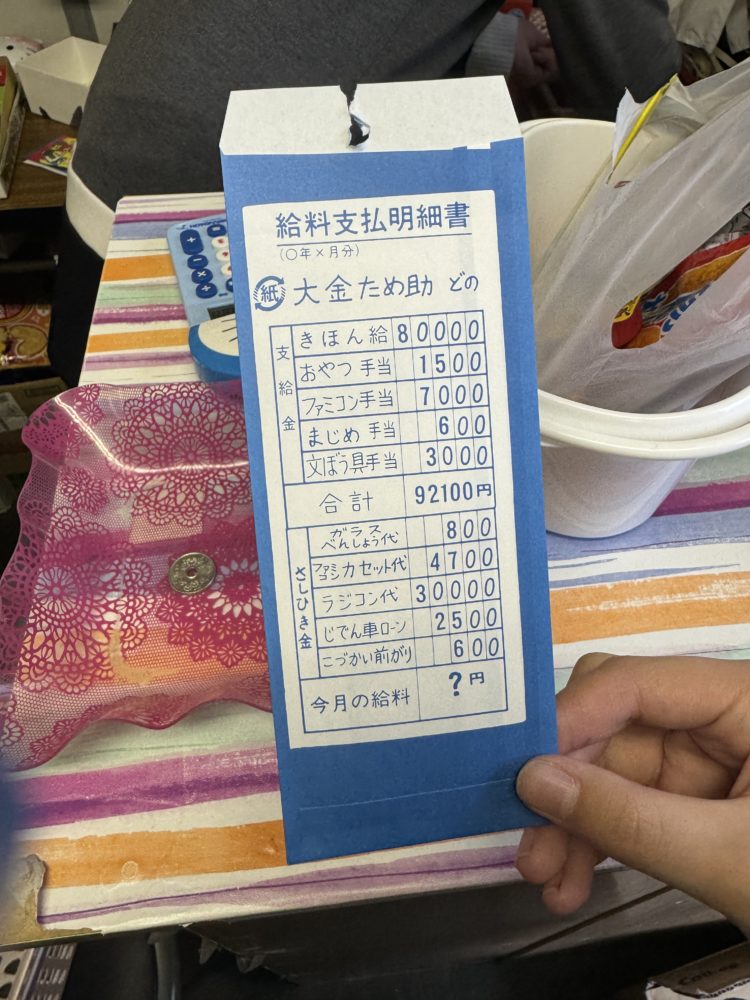 給料支払明細書
(〇年×月分)
紙 大金ため助 どの
支給金
きほん給 80000
おやつ手当 1500
ファミコン手当 7000
まじめ手当 600
文ぼう具手当 3000
合計 92100円
さしひき金
ガラスべんしょう代 800
ファミコンカセット代 4700
ラジコン代 30000
じでん車ローン 2500
こづかい前がり 600
今月の給料 ?円